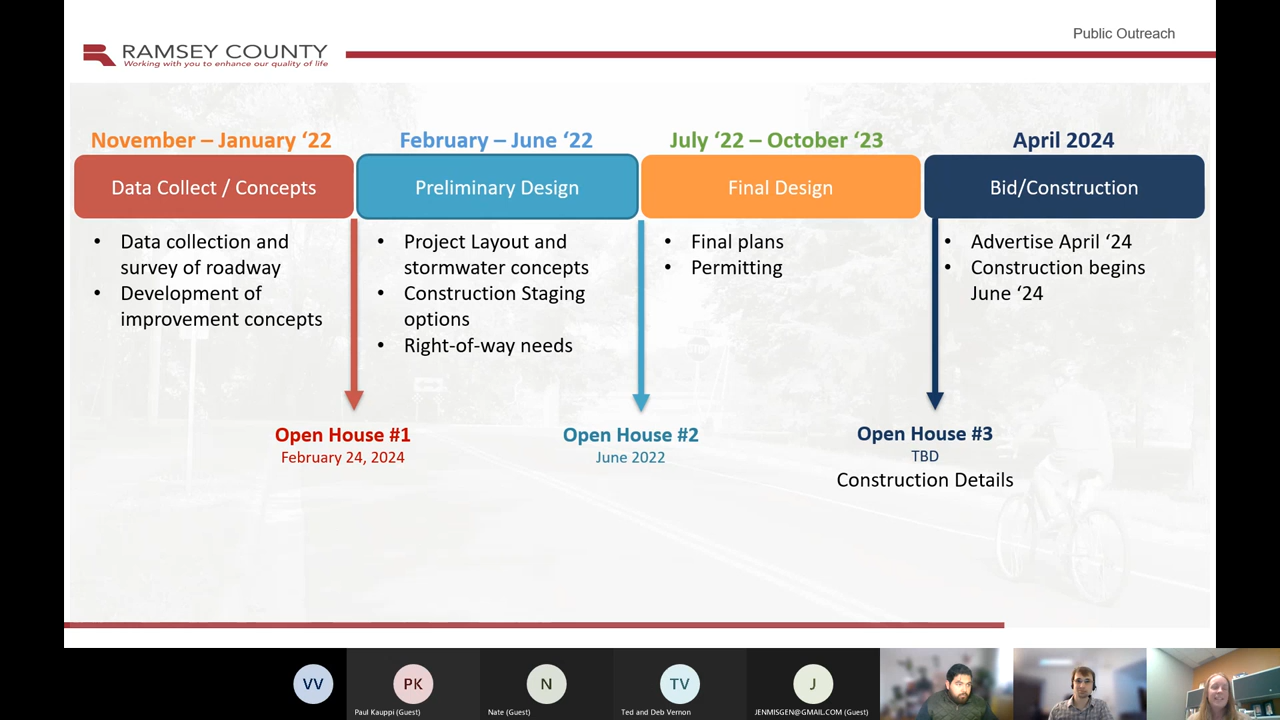 Public Outreach
RAMSEY COUNTY
Working with you to enhance our quality of life
November – January ‘22
February – June ‘22
July ‘22 – October ‘23
April 2024
Data Collect / Concepts
Preliminary Design
Final Design
Bid/Construction
• Data collection and
survey of roadway
• Development of
improvement concepts
• Project Layout and
stormwater concepts
• Construction Staging
options
• Right-of-way needs
• Final plans
• Permitting
• Advertise April ‘24
• Construction begins
June ‘24
Open House #1
February 24, 2024
Open House #2
June 2022
Open House #3
TBD
Construction Details
VV
PK
N
TV
J
Paul Kauppi (Guest)
Nate (Guest)
Ted and Deb Vernon
JENMISGEN@GMAIL.COM (Guest)